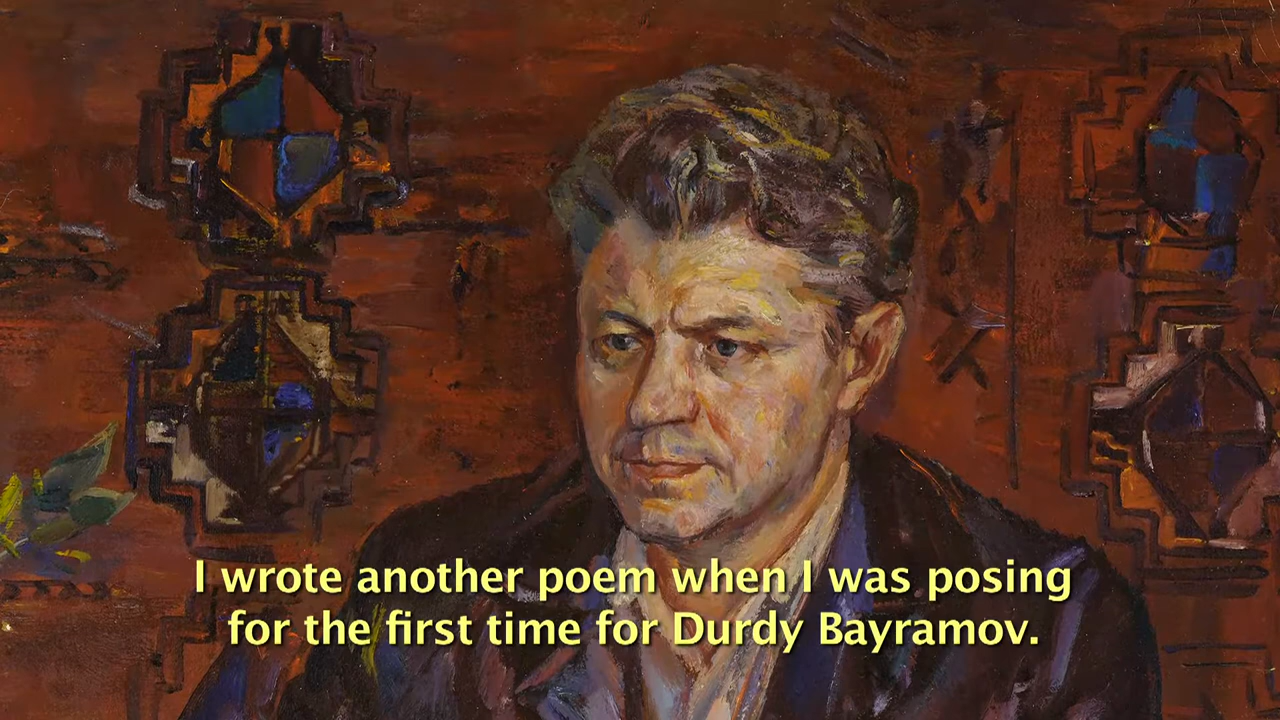 I wrote another poem when I was posing
for the first time for Durdy Bayramov.